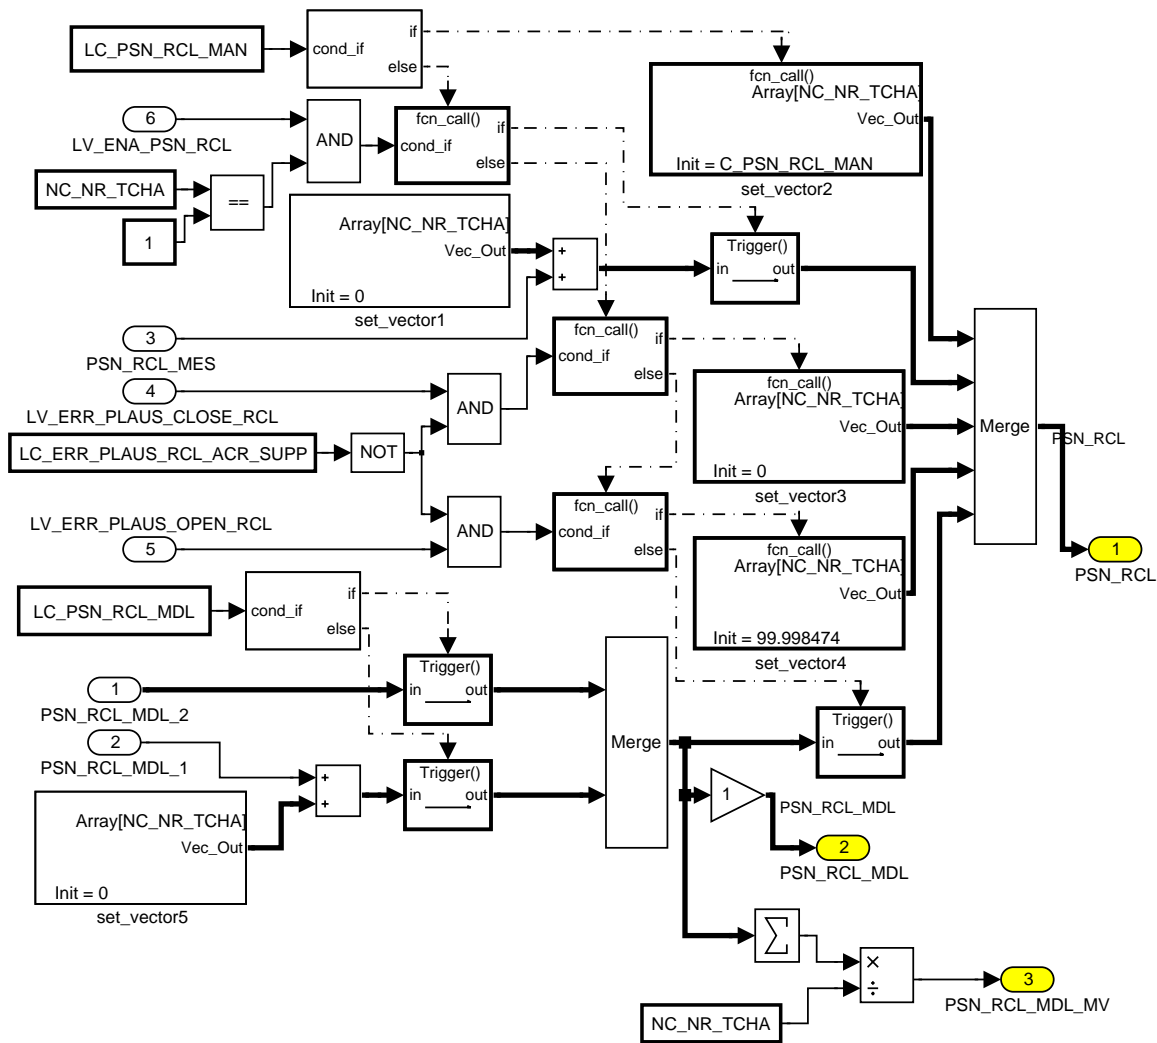 LC_PSN_RCL_MAN
cond_if
if
else
fcn_call()
Array[NC_NR_TCHA]
Vec_Out
Init = C_PSN_RCL_MAN
set_vector2
6
LV_ENA_PSN_RCL
AND
fcn_call()
cond_if
if
else
NC_NR_TCHA
==
1
Array[NC_NR_TCHA]
Vec_Out
Init = 0
set_vector1
+
+
Trigger()
in
out
3
PSN_RCL_MES
fcn_call()
cond_if
if
else
4
LV_ERR_PLAUS_CLOSE_RCL
AND
fcn_call()
Array[NC_NR_TCHA]
Vec_Out
Init = 0
set_vector3
Merge
PSN_RCL
LC_ERR_PLAUS_RCL_ACR_SUPP
NOT
LV_ERR_PLAUS_OPEN_RCL
5
AND
fcn_call()
cond_if
if
else
fcn_call()
Array[NC_NR_TCHA]
Vec_Out
Init = 99.998474
set_vector4
1
PSN_RCL
LC_PSN_RCL_MDL
cond_if
if
else
Trigger()
in
out
1
PSN_RCL_MDL_2
2
PSN_RCL_MDL_1
Merge
Trigger()
in
out
+
+
Trigger()
in
out
Array[NC_NR_TCHA]
Vec_Out
Init = 0
set_vector5
1
PSN_RCL_MDL
2
PSN_RCL_MDL
∑
×
÷
3
PSN_RCL_MDL_MV
NC_NR_TCHA